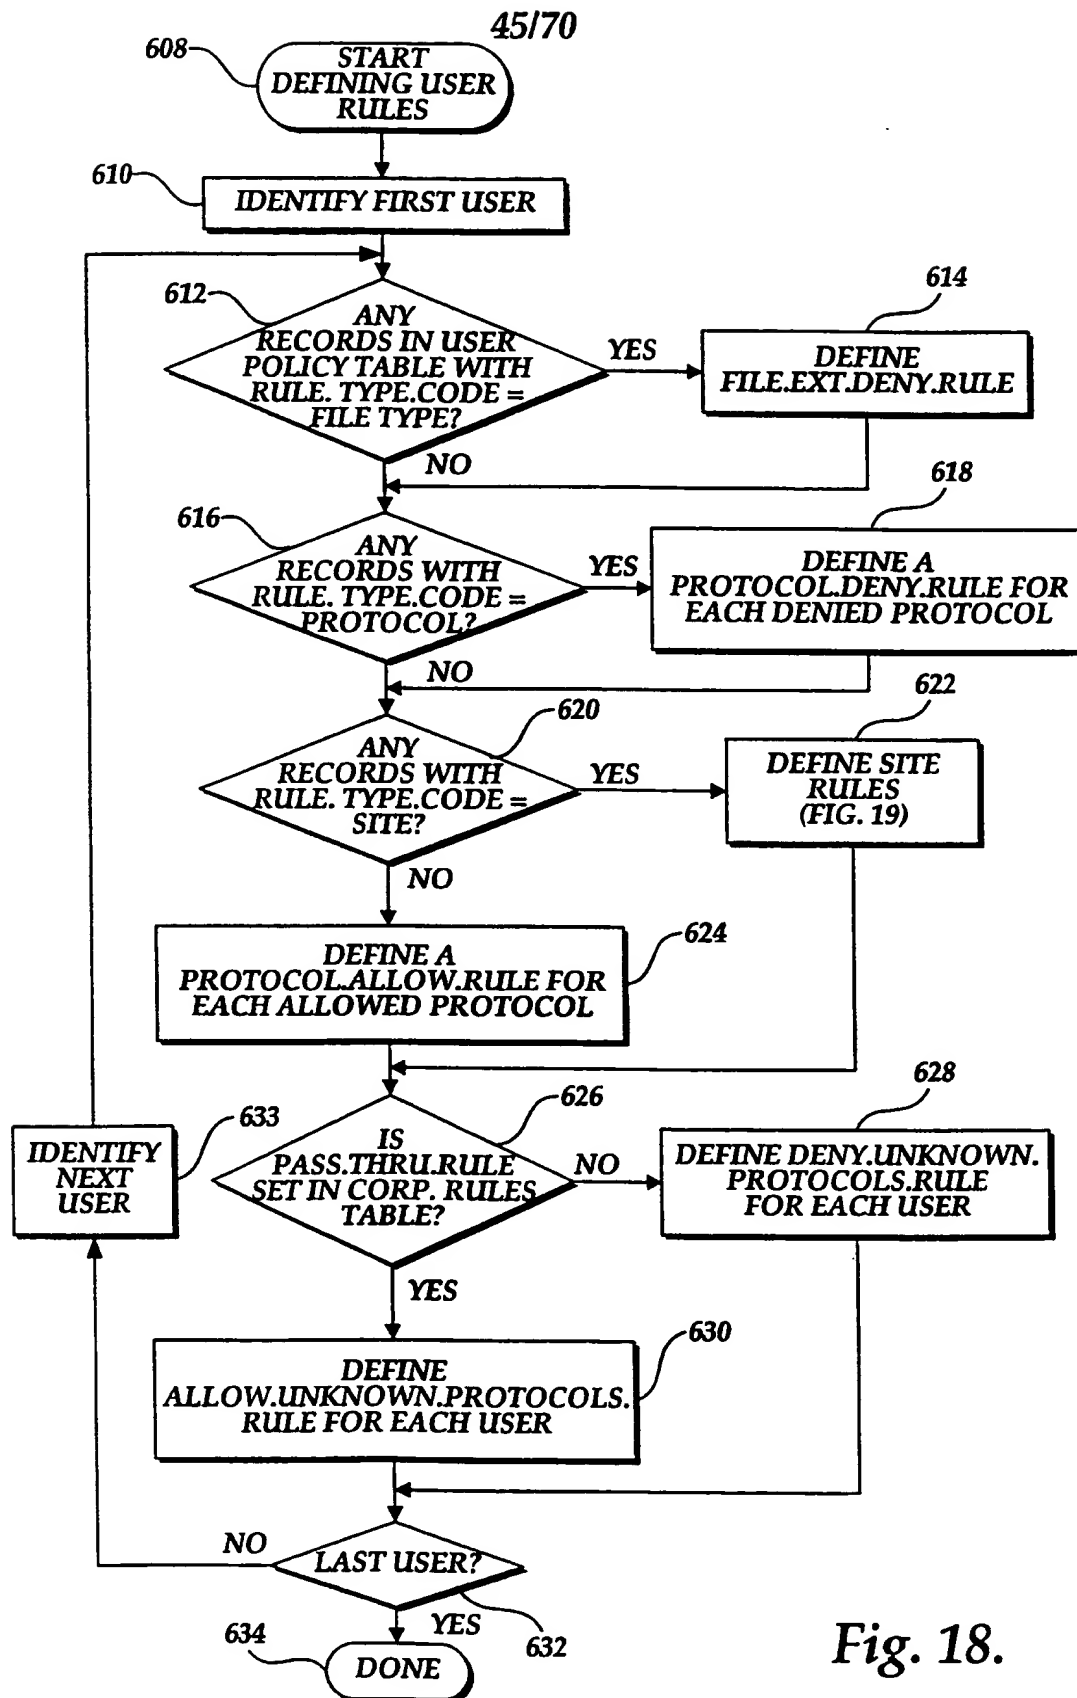 45/70
608
START
DEFINING USER
RULES
610
IDENTIFY FIRST USER
612
ANY
RECORDS IN USER
POLICY TABLE WITH
RULE. TYPE.CODE =
FILE TYPE?
YES
614
DEFINE
FILE.EXT.DENY.RULE
NO
616
ANY
RECORDS WITH
RULE. TYPE.CODE =
PROTOCOL?
YES
618
DEFINE A
PROTOCOL.DENY.RULE FOR
EACH DENIED PROTOCOL
NO
620
ANY
RECORDS WITH
RULE. TYPE.CODE =
SITE?
YES
622
DEFINE SITE
RULES
(FIG. 19)
NO
624
DEFINE A
PROTOCOL.ALLOW.RULE FOR
EACH ALLOWED PROTOCOL
626
IS
PASS.THRU.RULE
SET IN CORP. RULES
TABLE?
NO
628
DEFINE DENY.UNKNOWN.
PROTOCOLS.RULE
FOR EACH USER
633
IDENTIFY
NEXT
USER
YES
630
DEFINE
ALLOW.UNKNOWN.PROTOCOLS.
RULE FOR EACH USER
NO
LAST USER?
632
YES
634
DONE
Fig. 18.